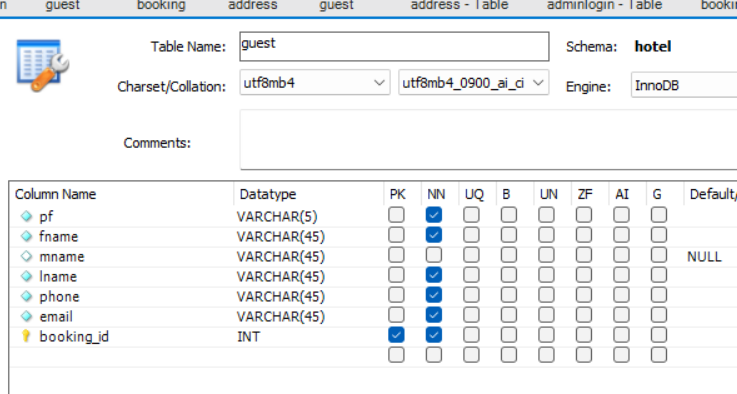 n guest booking address guest address - Table adminlogin - Table bookin
Table Name: guest Schema: hotel
Charset/Collation: utf8mb4 utf8mb4_0900_ai_ci Engine: InnoDB
Comments:
Column Name Datatype PK NN UQ B UN ZF AI G Default/
pf VARCHAR(5)
fname VARCHAR(45)
mname VARCHAR(45) NULL
lname VARCHAR(45)
phone VARCHAR(45)
email VARCHAR(45)
booking_id INT